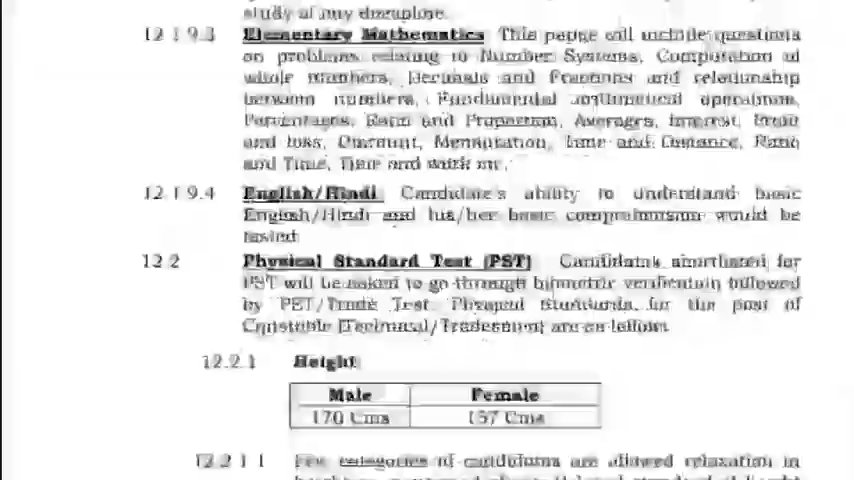 study of any discipline.
12.1.9.3 Elementary Mathematics This paper will include questions
on problems relating to Number Systems, Computation of
whole numbers, Decimals and Fractions and relationship
between numbers, Fundamental arithmetical operations,
Percentages, Ratio and Proportion, Averages, Interest, Profit
and loss, Discount, Mensuration, Time and Distance, Ratio
and Time, Time and work etc.
12.1.9.4 English/Hindi Candidate's ability to understand basic
English/Hindi and his/her basic comprehension would be
tested
12.2 Physical Standard Test (PST) Candidates shortlisted for
PST will be asked to go through biometric verification followed
by PET/Trade Test. Physical standards for the post of
Constable (Technical/Tradesmen) are as follows
12.2.1 Height
Male Female
170 Cms 157 Cms
12.2.1.1 categories of candidates are allowed relaxation in